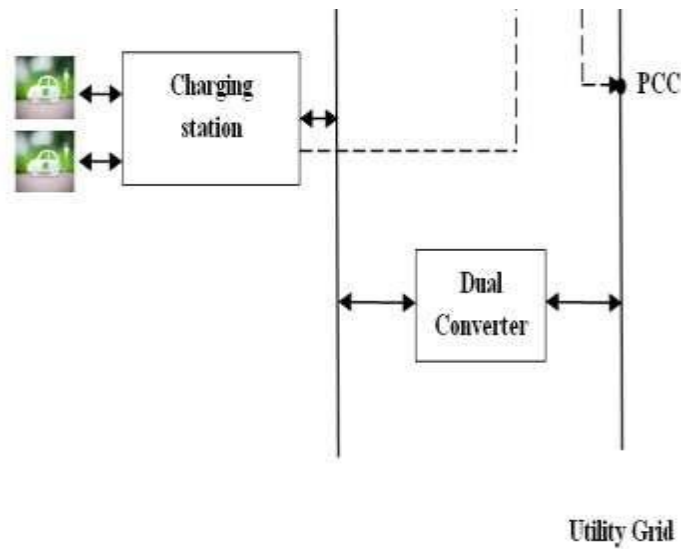 Charging
station
PCC
Dual
Converter
Utility Grid